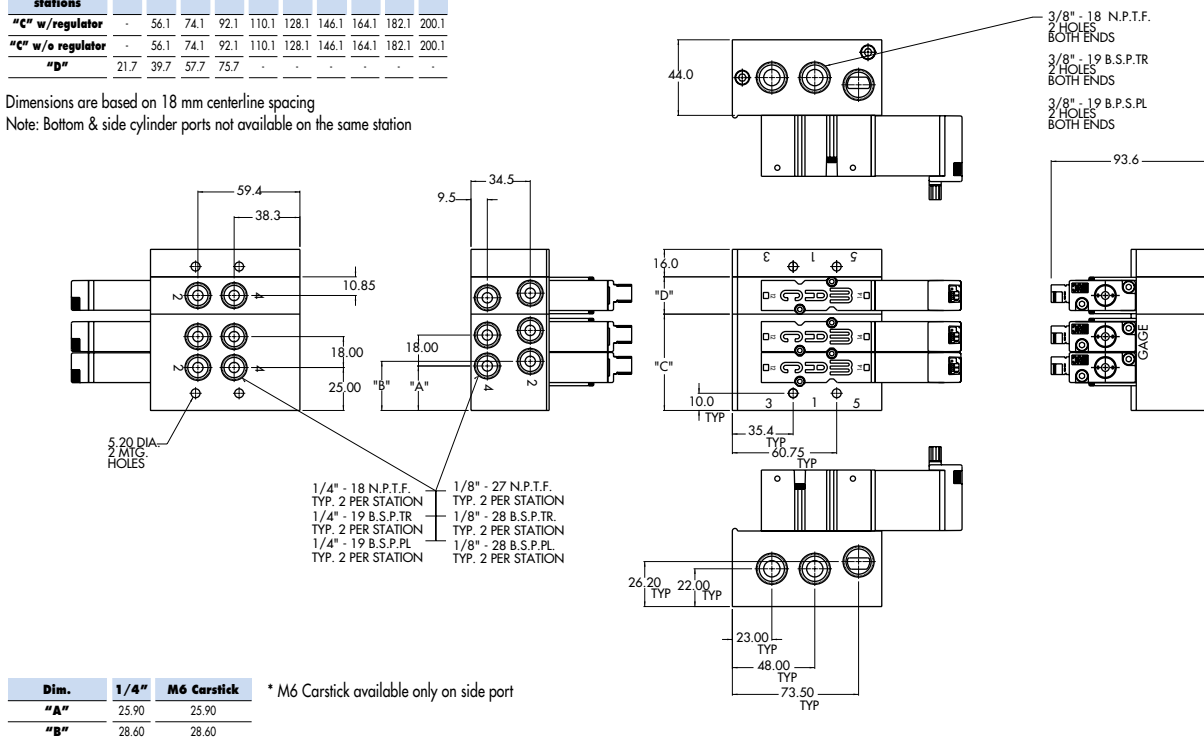 stations
"C" w/regulator - 56.1 74.1 92.1 110.1 128.1 146.1 164.1 182.1 200.1
"C" w/o regulator - 56.1 74.1 92.1 110.1 128.1 146.1 164.1 182.1 200.1
"D" 21.7 39.7 57.7 75.7 - - - - - -
Dimensions are based on 18 mm centerline spacing
Note: Bottom & side cylinder ports not available on the same station
44.0
3/8" - 18 N.P.T.F.
2 HOLES
BOTH ENDS
3/8" - 19 B.S.P.TR
2 HOLES
BOTH ENDS
3/8" - 19 B.P.S.PL
2 HOLES
BOTH ENDS
59.4
38.3
10.85
2 4
18.00
2 4
25.00
5.20 DIA.
2 MTG.
HOLES
34.5
9.5
18.00
"B" "A"
4 2
1/4" - 18 N.P.T.F.
TYP. 2 PER STATION
1/4" - 19 B.S.P.TR
TYP. 2 PER STATION
1/4" - 19 B.S.P.PL
TYP. 2 PER STATION
1/8" - 27 N.P.T.F.
TYP. 2 PER STATION
1/8" - 28 B.S.P.TR.
TYP. 2 PER STATION
1/8" - 28 B.S.P.PL.
TYP. 2 PER STATION
16.0
3 1 5
"D"
"C"
10.0
TYP
3 1 5
35.4
TYP
60.75
TYP
93.6
GAGE
26.20
TYP
22.00
TYP
23.00
TYP
48.00
TYP
73.50
TYP
Dim. 1/4" M6 Carstick
"A" 25.90 25.90
"B" 28.60 28.60
* M6 Carstick available only on side port